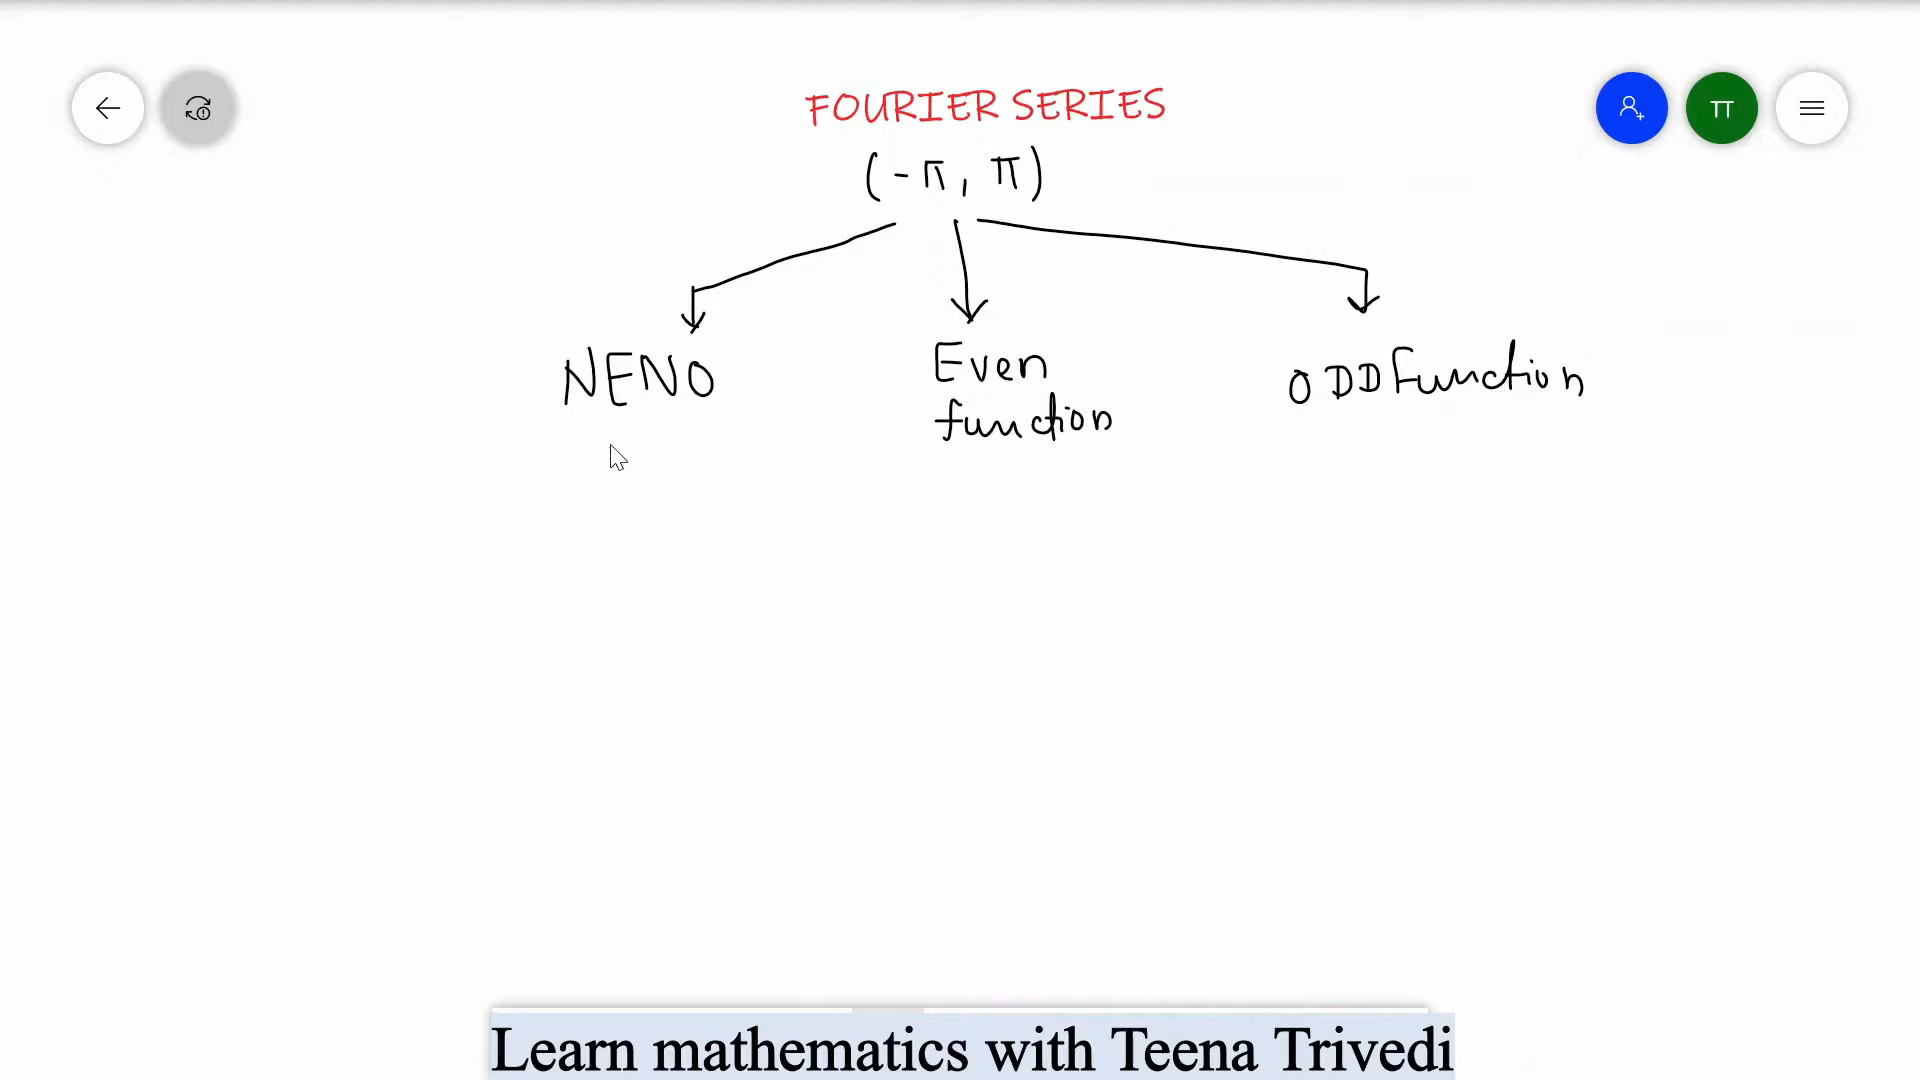 FOURIER SERIES
TT
(-π, π)
NENO
Even
function
ODD Function
Learn mathematics with Teena Trivedi